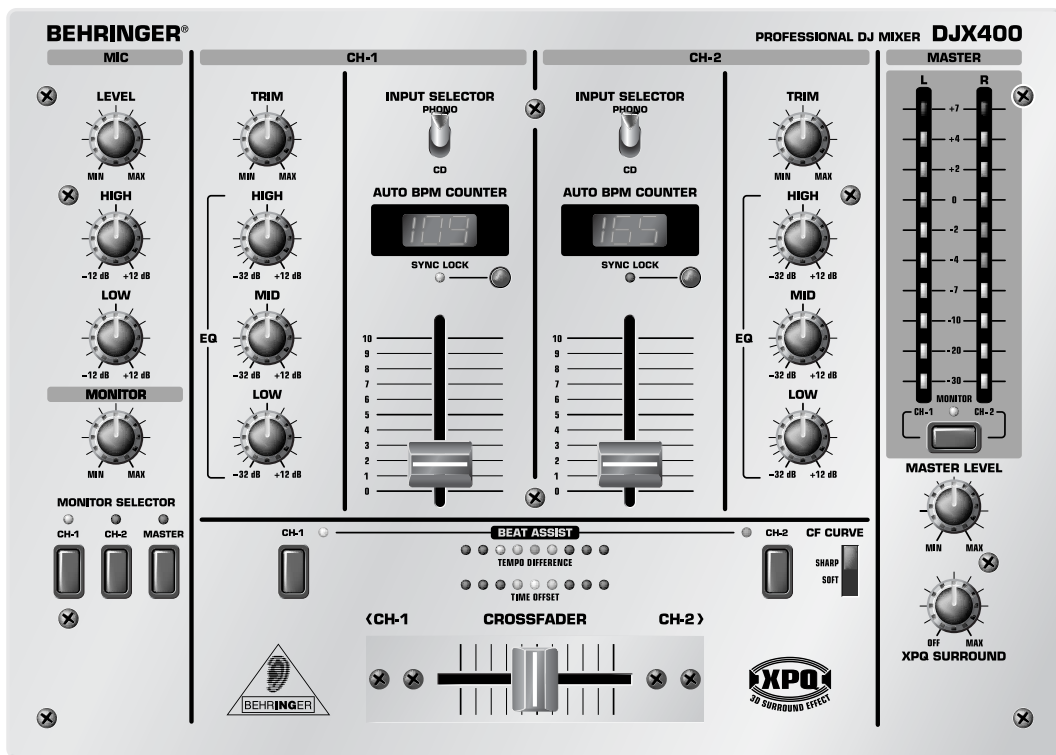 BEHRINGER®
PROFESSIONAL DJ MIXER DJX400
MIC
CH-1
CH-2
MASTER
LEVEL
MIN MAX
HIGH
-12 dB +12 dB
LOW
-12 dB +12 dB
MONITOR
MIN MAX
MONITOR SELECTOR
CH-1 CH-2 MASTER
TRIM
MIN MAX
EQ
HIGH
-32 dB +12 dB
MID
-32 dB +12 dB
LOW
-32 dB +12 dB
INPUT SELECTOR
PHONO
CD
AUTO BPM COUNTER
109
SYNC LOCK
10
9
8
7
6
5
4
3
2
1
0
INPUT SELECTOR
PHONO
CD
AUTO BPM COUNTER
165
SYNC LOCK
10
9
8
7
6
5
4
3
2
1
0
TRIM
MIN MAX
EQ
HIGH
-32 dB +12 dB
MID
-32 dB +12 dB
LOW
-32 dB +12 dB
L R
+7
+4
+2
0
-2
-4
-7
-10
-20
-30
MONITOR
CH-1 CH-2
MASTER LEVEL
MIN MAX
OFF MAX
XPQ SURROUND
CH-1 BEAT ASSIST CH-2
TEMPO DIFFERENCE
TIME OFFSET
CF CURVE
SHARP
SOFT
‹CH-1 CROSSFADER CH-2›
BEHRINGER
XPQ
3D SURROUND EFFECT